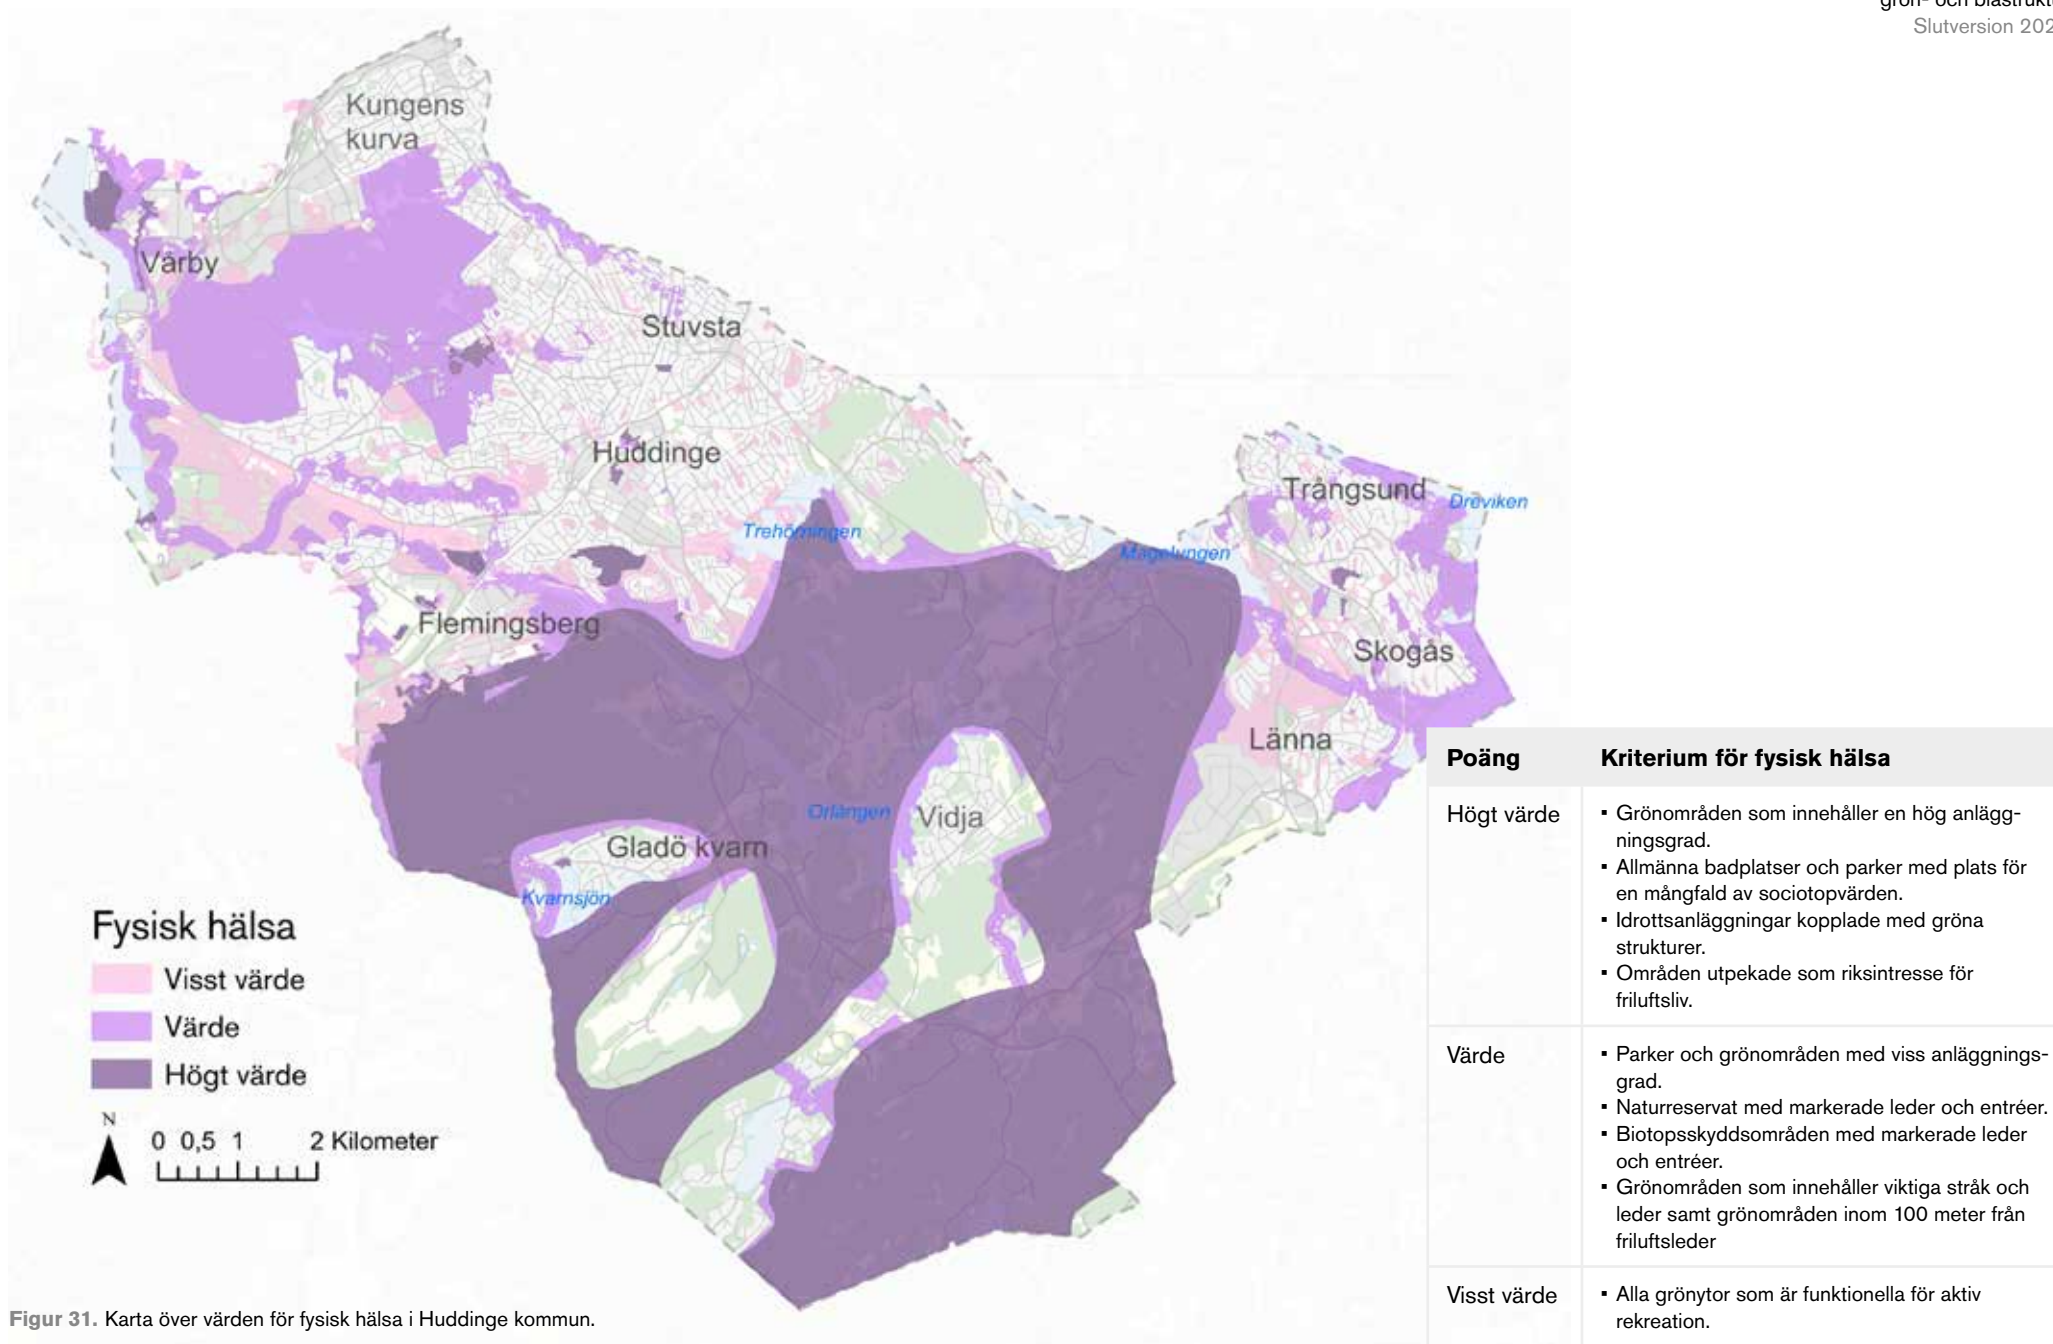 grön- och blåstruktu
Slutversion 202
Kungens
kurva
Vårby
Stuvsta
Huddinge
Trångsund
Drevviken
Trehörningen
Magelungen
Flemingsberg
Skogås
Länna
Orlången
Vidja
Gladö kvarn
Kvarnsjön
Fysisk hälsa
Visst värde
Värde
Högt värde
N
0 0,5 1 2 Kilometer
Poäng Kriterium för fysisk hälsa
Högt värde ▪ Grönområden som innehåller en hög anlägg-
ningsgrad.
▪ Allmänna badplatser och parker med plats för
en mångfald av sociotopvärden.
▪ Idrottsanläggningar kopplade med gröna
strukturer.
▪ Områden utpekade som riksintresse för
friluftsliv.
Värde ▪ Parker och grönområden med viss anläggnings-
grad.
▪ Naturreservat med markerade leder och entréer.
▪ Biotopsskyddsområden med markerade leder
och entréer.
▪ Grönområden som innehåller viktiga stråk och
leder samt grönområden inom 100 meter från
friluftsleder
Visst värde ▪ Alla grönytor som är funktionella för aktiv
rekreation.
Figur 31. Karta över värden för fysisk hälsa i Huddinge kommun.